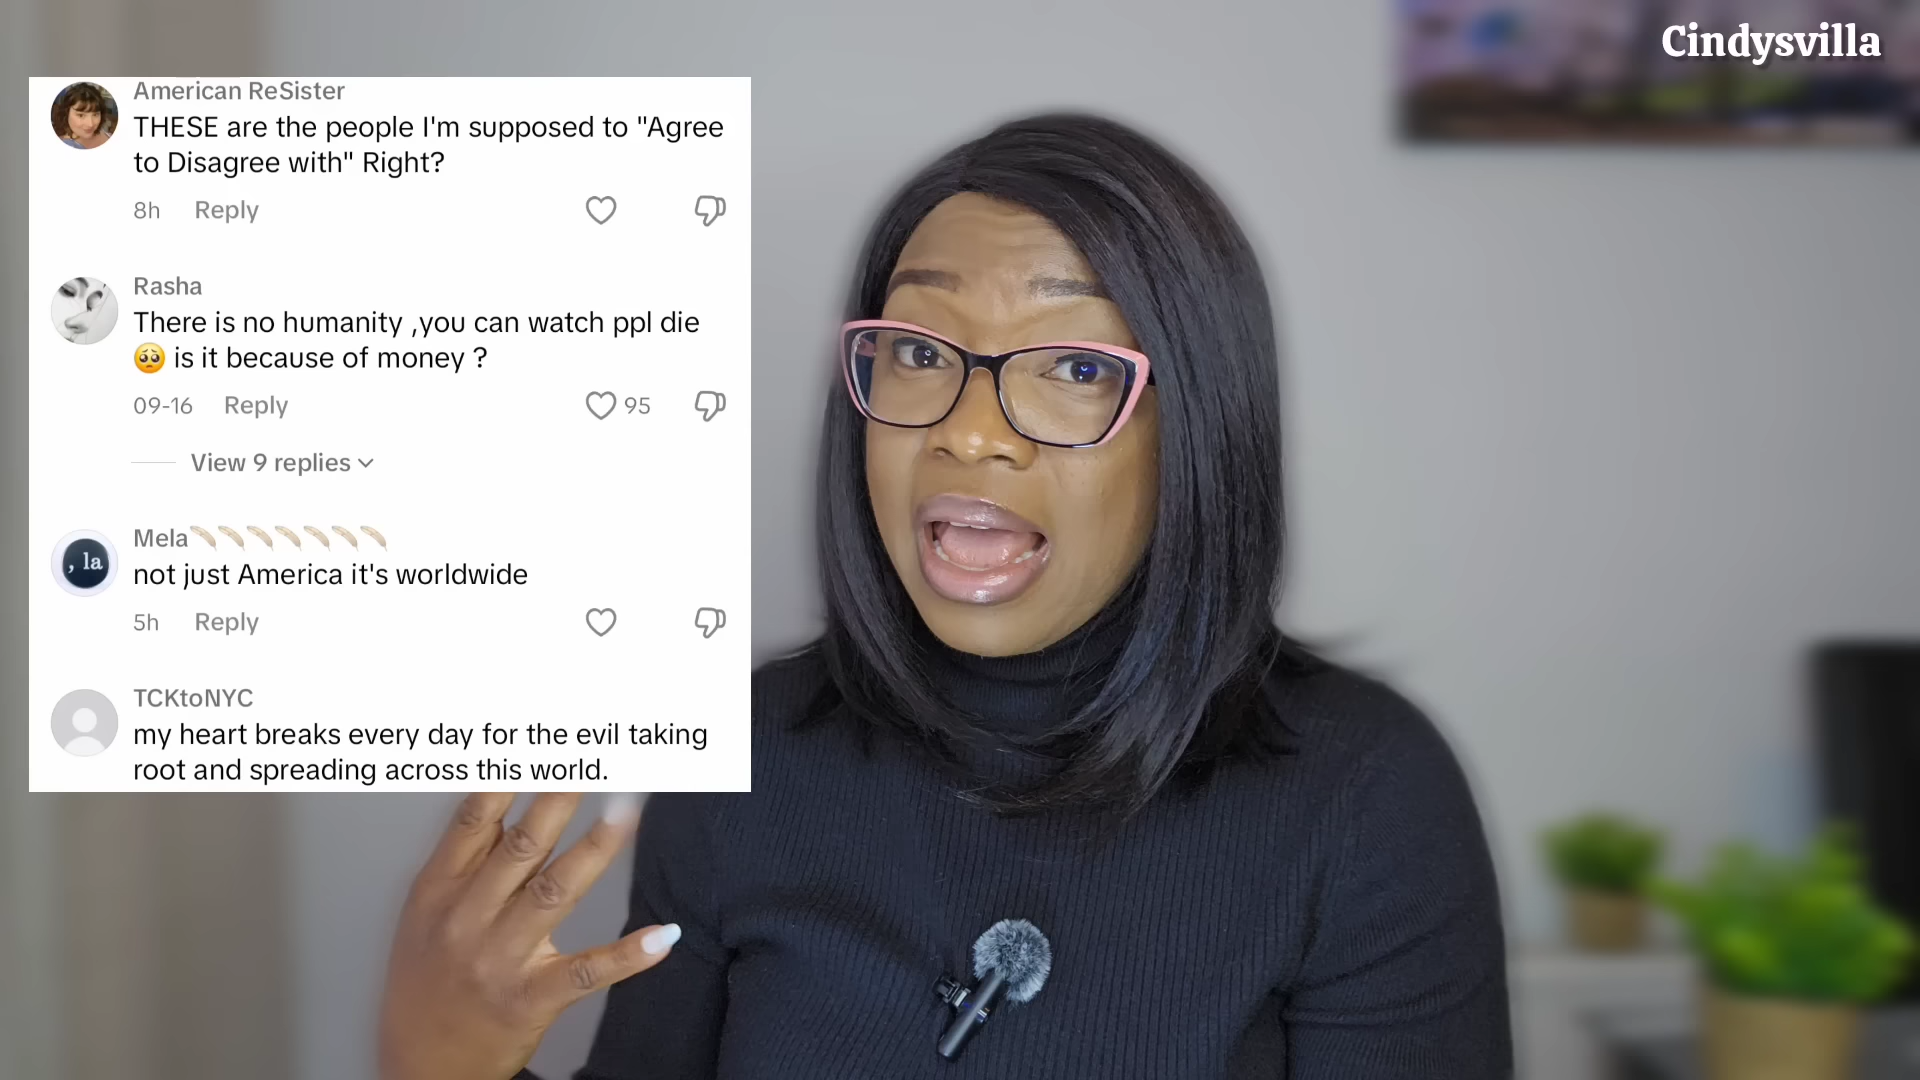 Cindysvilla
American ReSister
THESE are the people I'm supposed to "Agree
to Disagree with" Right?
8h Reply
Rasha
There is no humanity ,you can watch ppl die
🥺 is it because of money ?
09-16 Reply 95
View 9 replies
Mela🪶🪶🪶🪶🪶🪶🪶
, la
not just America it's worldwide
5h Reply
TCKtoNYC
my heart breaks every day for the evil taking
root and spreading across this world.